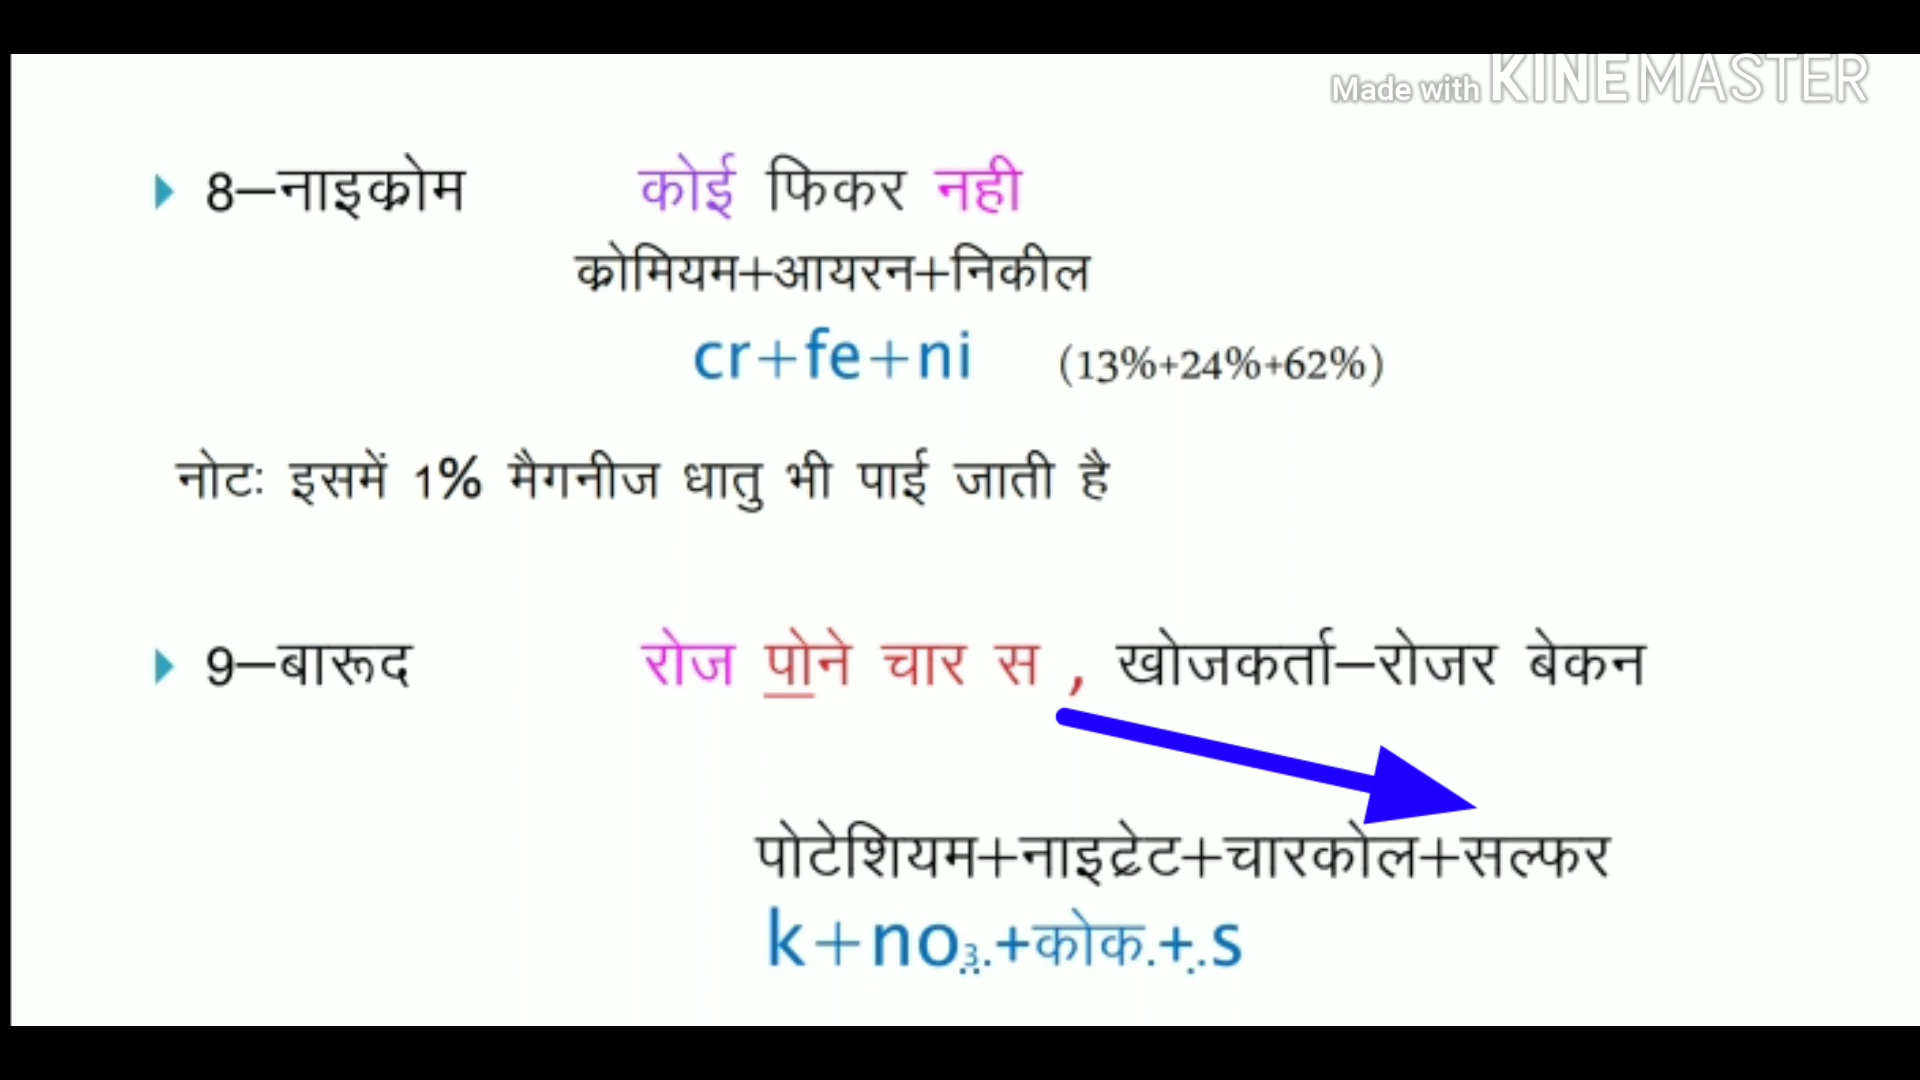 Made with KINEMASTER
8–नाइक्रोम कोई फिकर नही
क्रोमियम+आयरन+निकील
cr+fe+ni (13%+24%+62%)
नोटः इसमें 1% मैगनीज धातु भी पाई जाती है
9–बारूद रोज पोने चार स , खोजकर्ता–रोजर बेकन
पोटेशियम+नाइट्रेट+चारकोल+सल्फर
k+no₃.+कोक.+.s